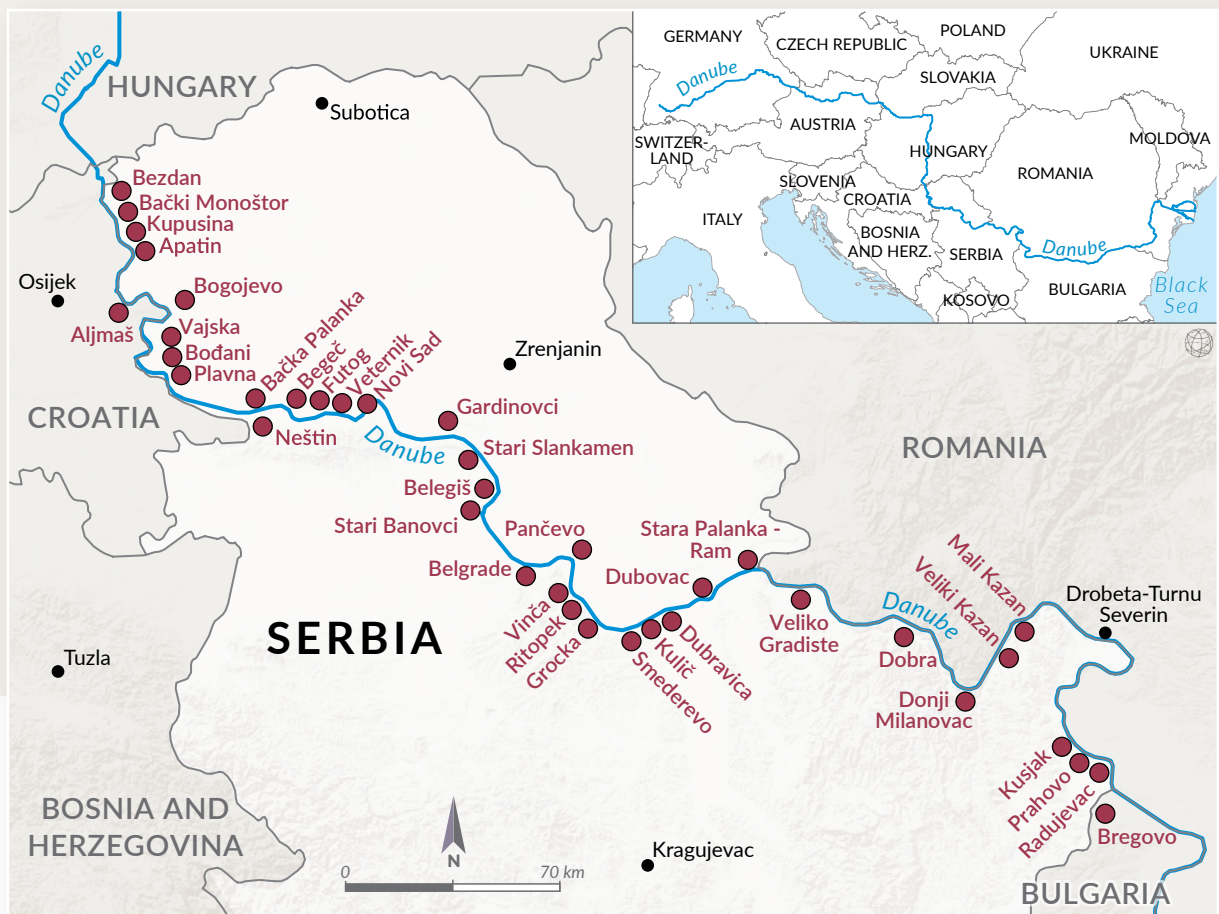 Danube
HUNGARY
Subotica
Bezdan
Bački Monoštor
Kupusina
Apatin
Osijek
Bogojevo
Aljmaš
Vajska
Bođani
Plavna
Bačka Palanka
Begeč
Futog
Veternik
Novi Sad
Zrenjanin
CROATIA
Neštin
Danube
Gardinovci
Stari Slankamen
Belegiš
Stari Banovci
ROMANIA
Pančevo
Stara Palanka -
Ram
Belgrade
Dubovac
Vinča
Ritopek
Grocka
Smederevo
Kulič
Dubravica
Veliko
Gradiste
Danube
Dobra
Mali Kazan
Veliki Kazan
Drobeta-Turnu
Severin
Donji
Milanovac
SERBIA
Tuzla
Kusjak
Prahovo
Radujevac
Bregovo
BOSNIA AND
HERZEGOVINA
N
0
70 km
Kragujevac
BULGARIA
GERMANY
CZECH REPUBLIC
POLAND
UKRAINE
Danube
SLOVAKIA
AUSTRIA
SWITZER-
LAND
HUNGARY
MOLDOVA
ROMANIA
SLOVENIA
CROATIA
ITALY
BOSNIA
AND HERZ.
SERBIA
Danube
KOSOVO
BULGARIA
Black
Sea